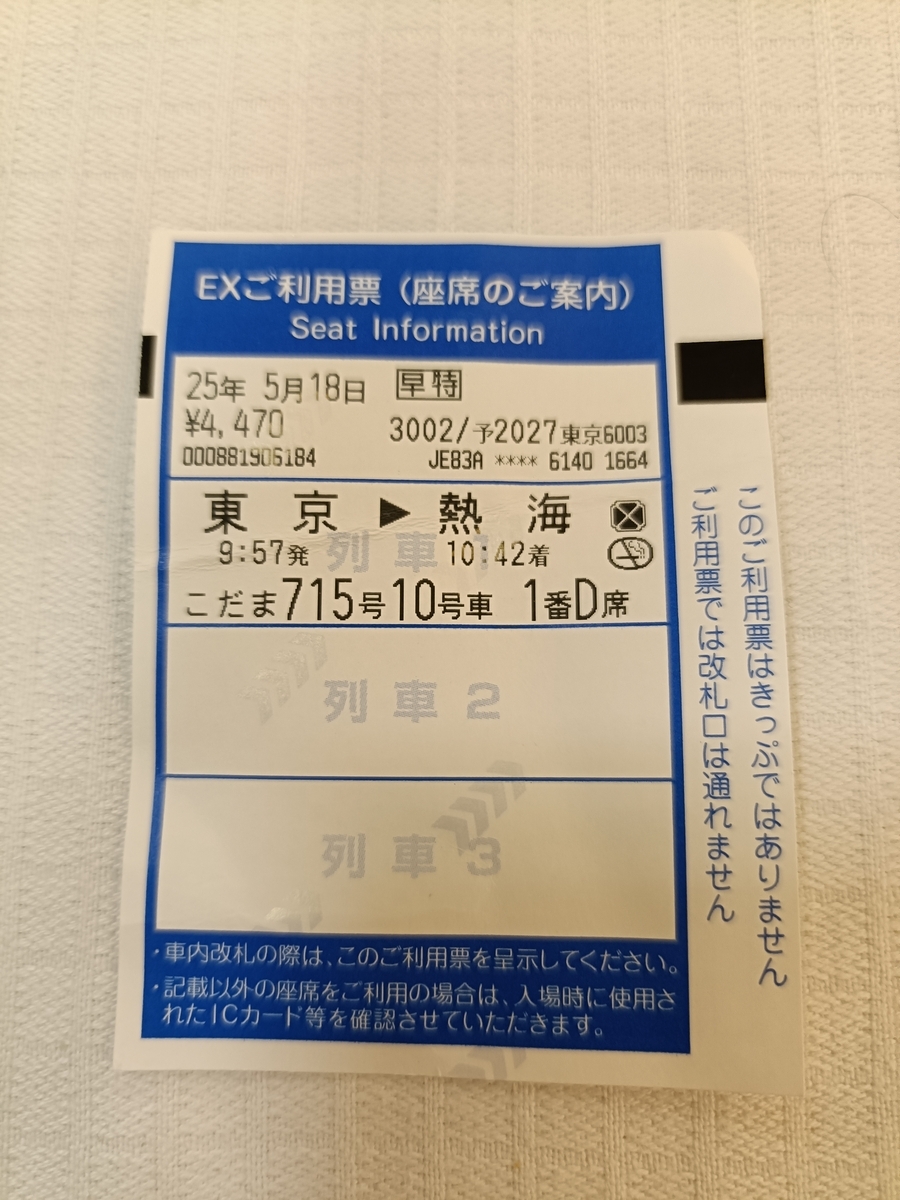 EXご利用票（座席のご案内）
Seat Information
25年 5月18日 早特
¥4,470 3002/予2027東京6003
000881906184 JE83A **** 6140 1664
東 京 ▶ 熱 海
列車1
9:57発 10:42着
こだま715号10号車 1番D席
列車2
列車3
・車内改札の際は、このご利用票を呈示してください。
・記載以外の座席をご利用の場合は、入場時に使用さ
れたICカード等を確認させていただきます。
このご利用票はきっぷではありません
ご利用票では改札口は通れません